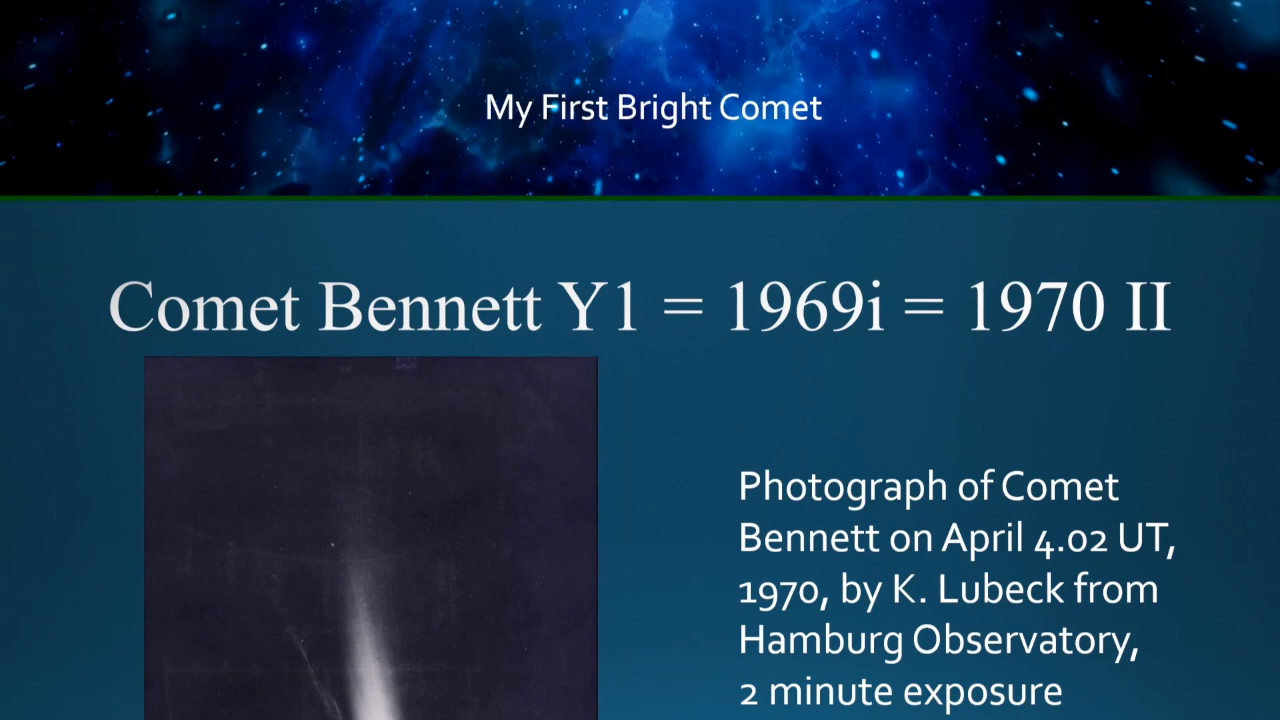 My First Bright Comet
Comet Bennett Y1 = 1969i = 1970 II
Photograph of Comet
Bennett on April 4.02 UT,
1970, by K. Lubeck from
Hamburg Observatory,
2 minute exposure